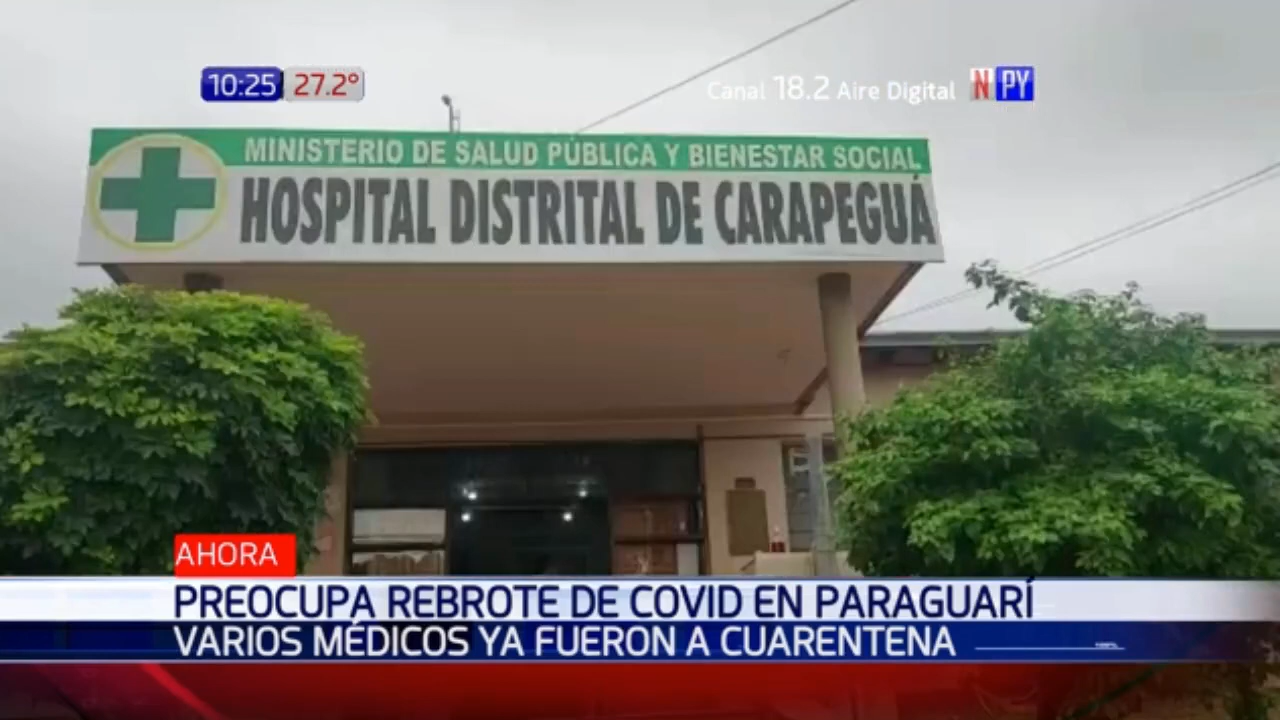 10:25 27.2° Canal 18.2 Aire Digital NPY
MINISTERIO DE SALUD PÚBLICA Y BIENESTAR SOCIAL
HOSPITAL DISTRITAL DE CARAPEGUÁ
AHORA
PREOCUPA REBROTE DE COVID EN PARAGUARÍ
VARIOS MÉDICOS YA FUERON A CUARENTENA